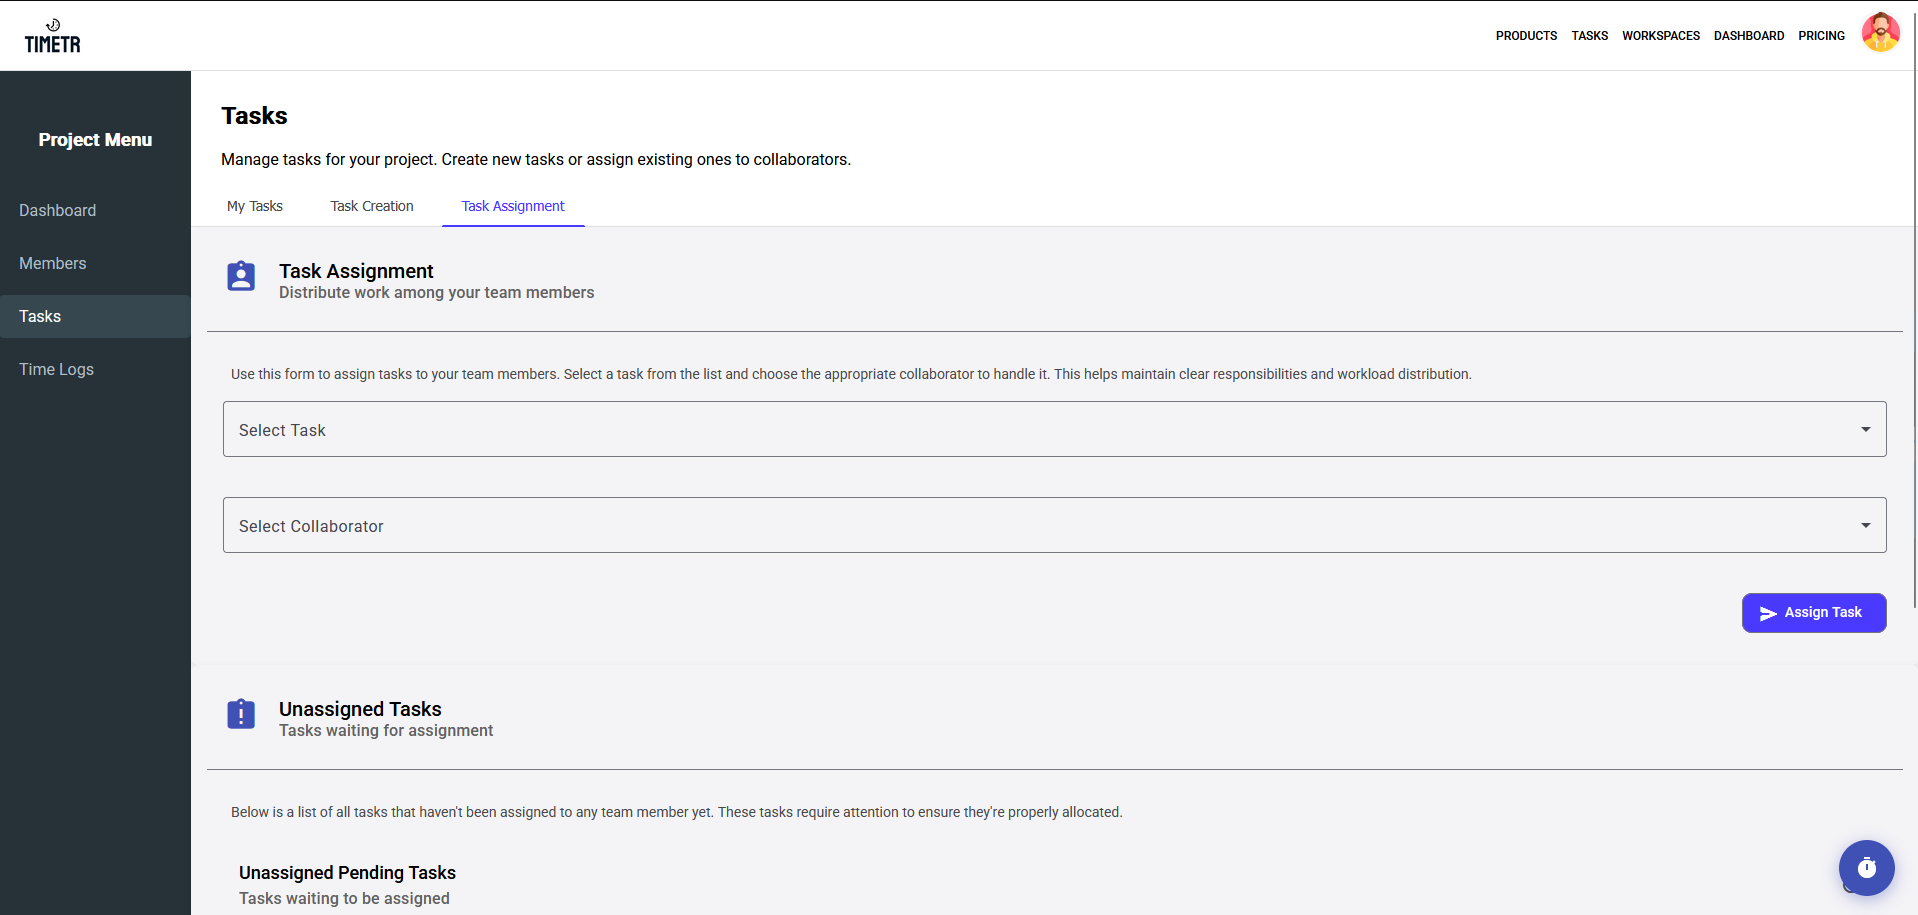 TIMETR
PRODUCTS TASKS WORKSPACES DASHBOARD PRICING
Project Menu
Dashboard
Members
Tasks
Time Logs
Tasks
Manage tasks for your project. Create new tasks or assign existing ones to collaborators.
My Tasks Task Creation Task Assignment
Task Assignment
Distribute work among your team members
Use this form to assign tasks to your team members. Select a task from the list and choose the appropriate collaborator to handle it. This helps maintain clear responsibilities and workload distribution.
Select Task
Select Collaborator
Assign Task
Unassigned Tasks
Tasks waiting for assignment
Below is a list of all tasks that haven't been assigned to any team member yet. These tasks require attention to ensure they're properly allocated.
Unassigned Pending Tasks
Tasks waiting to be assigned